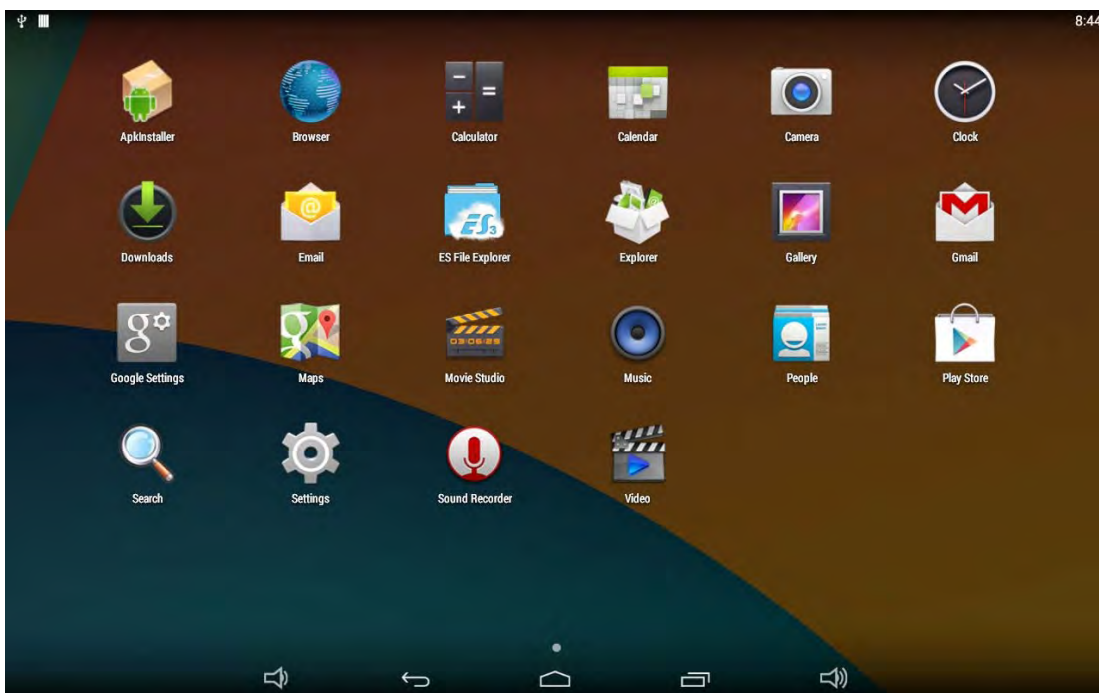 8:44
ApkInstaller Browser Calculator Calendar Camera Clock
Downloads Email ES File Explorer Explorer Gallery Gmail
Google Settings Maps Movie Studio Music People Play Store
Search Settings Sound Recorder Video